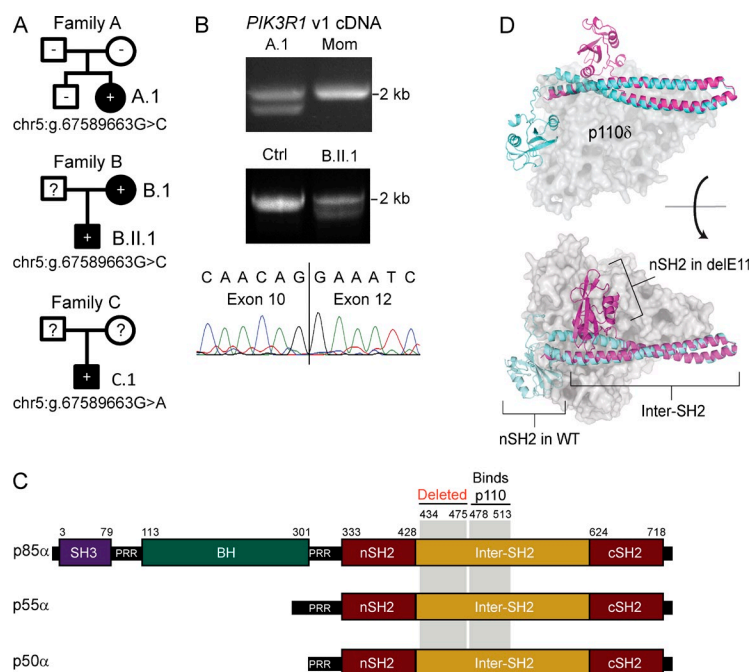 A
Family A
-
-
-
+
A.1
chr5:g.67589663G>C
Family B
?
+
B.1
+
B.II.1
chr5:g.67589663G>C
Family C
?
?
+
C.1
chr5:g.67589663G>A
B
PIK3R1 v1 cDNA
A.1 Mom
-2 kb
Ctrl B.II.1
-2 kb
C A A C A G G A A A T C
Exon 10 Exon 12
D
p110δ
nSH2 in delE11
Inter-SH2
nSH2 in WT
C
Deleted
Binds
p110
3 79 113 301 333 428 434 475 478 513 624 718
p85α SH3 PRR BH PRR nSH2 Inter-SH2 cSH2
p55α PRR nSH2 Inter-SH2 cSH2
p50α PRR nSH2 Inter-SH2 cSH2